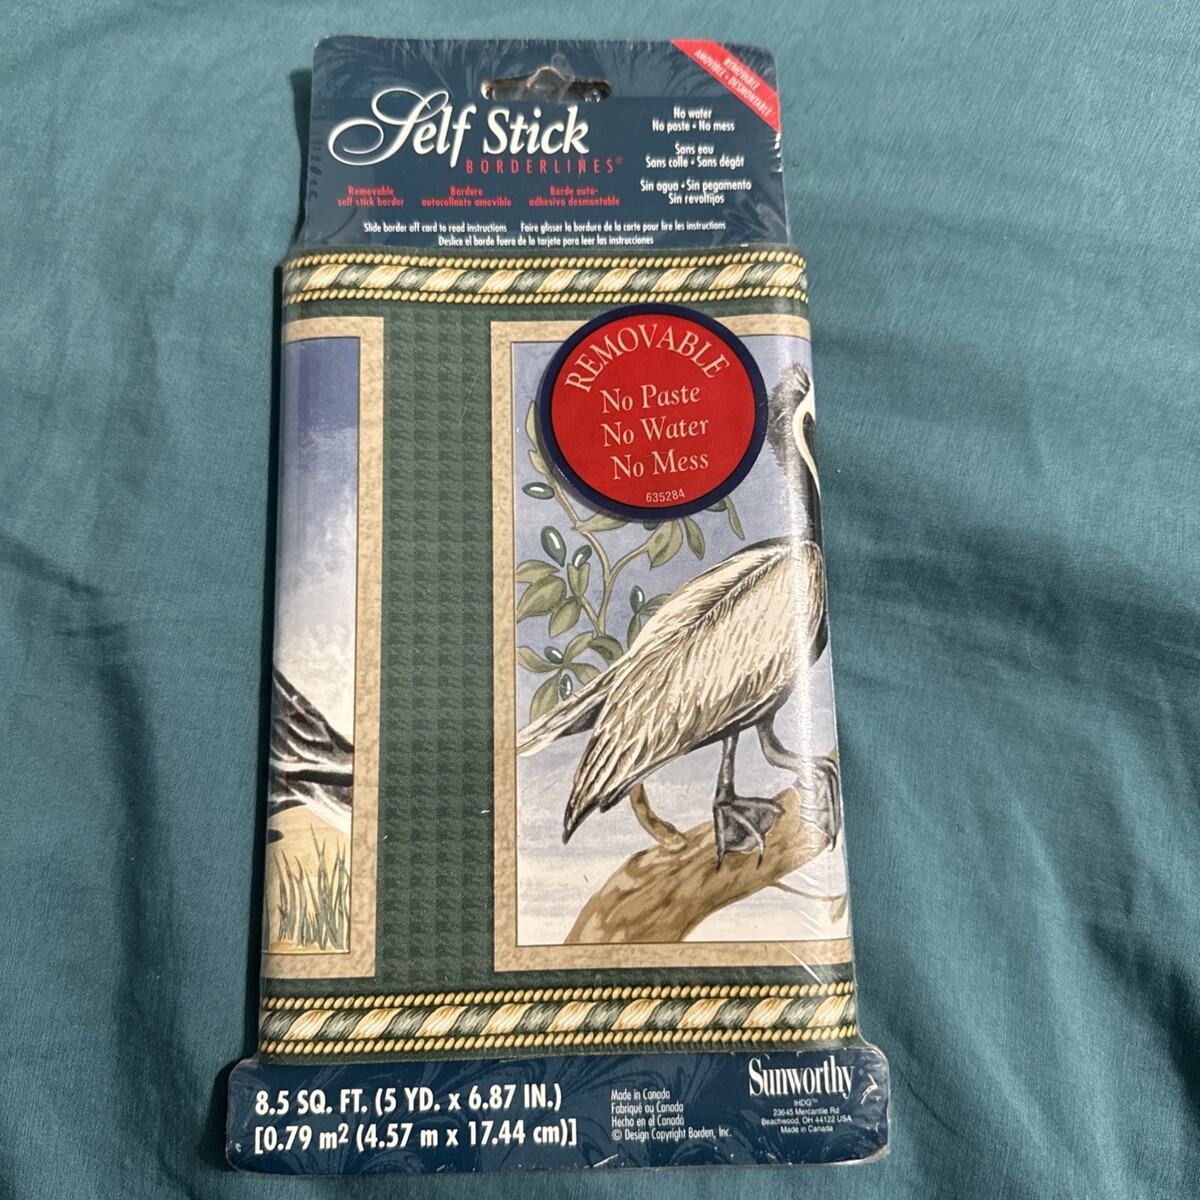 REMOVABLE
AMOVIBLE • DESMONTABLE
Self Stick
BORDERLINES®
No water
No paste • No mess
Sans eau
Sans colle • Sans dégât
Sin agua • Sin pegamento
Sin revoltijos
Removable
self stick border
Bordure
autocollante amovible
Borde auto-
adhesivo desmontable
Slide border off card to read instructions Faire glisser la bordure de la carte pour lire les instructions
Deslice el borde fuera de la tarjeta para leer las instrucciones
REMOVABLE
No Paste
No Water
No Mess
635284
8.5 SQ. FT. (5 YD. x 6.87 IN.)
[0.79 m2 (4.57 m x 17.44 cm)]
Made in Canada
Fabriqué au Canada
Hecho en el Canadá
© Design Copyright Borden, Inc.
Sunworthy
IHDG™
23645 Mercantile Rd
Beachwood, OH 44122 USA
Made in Canada